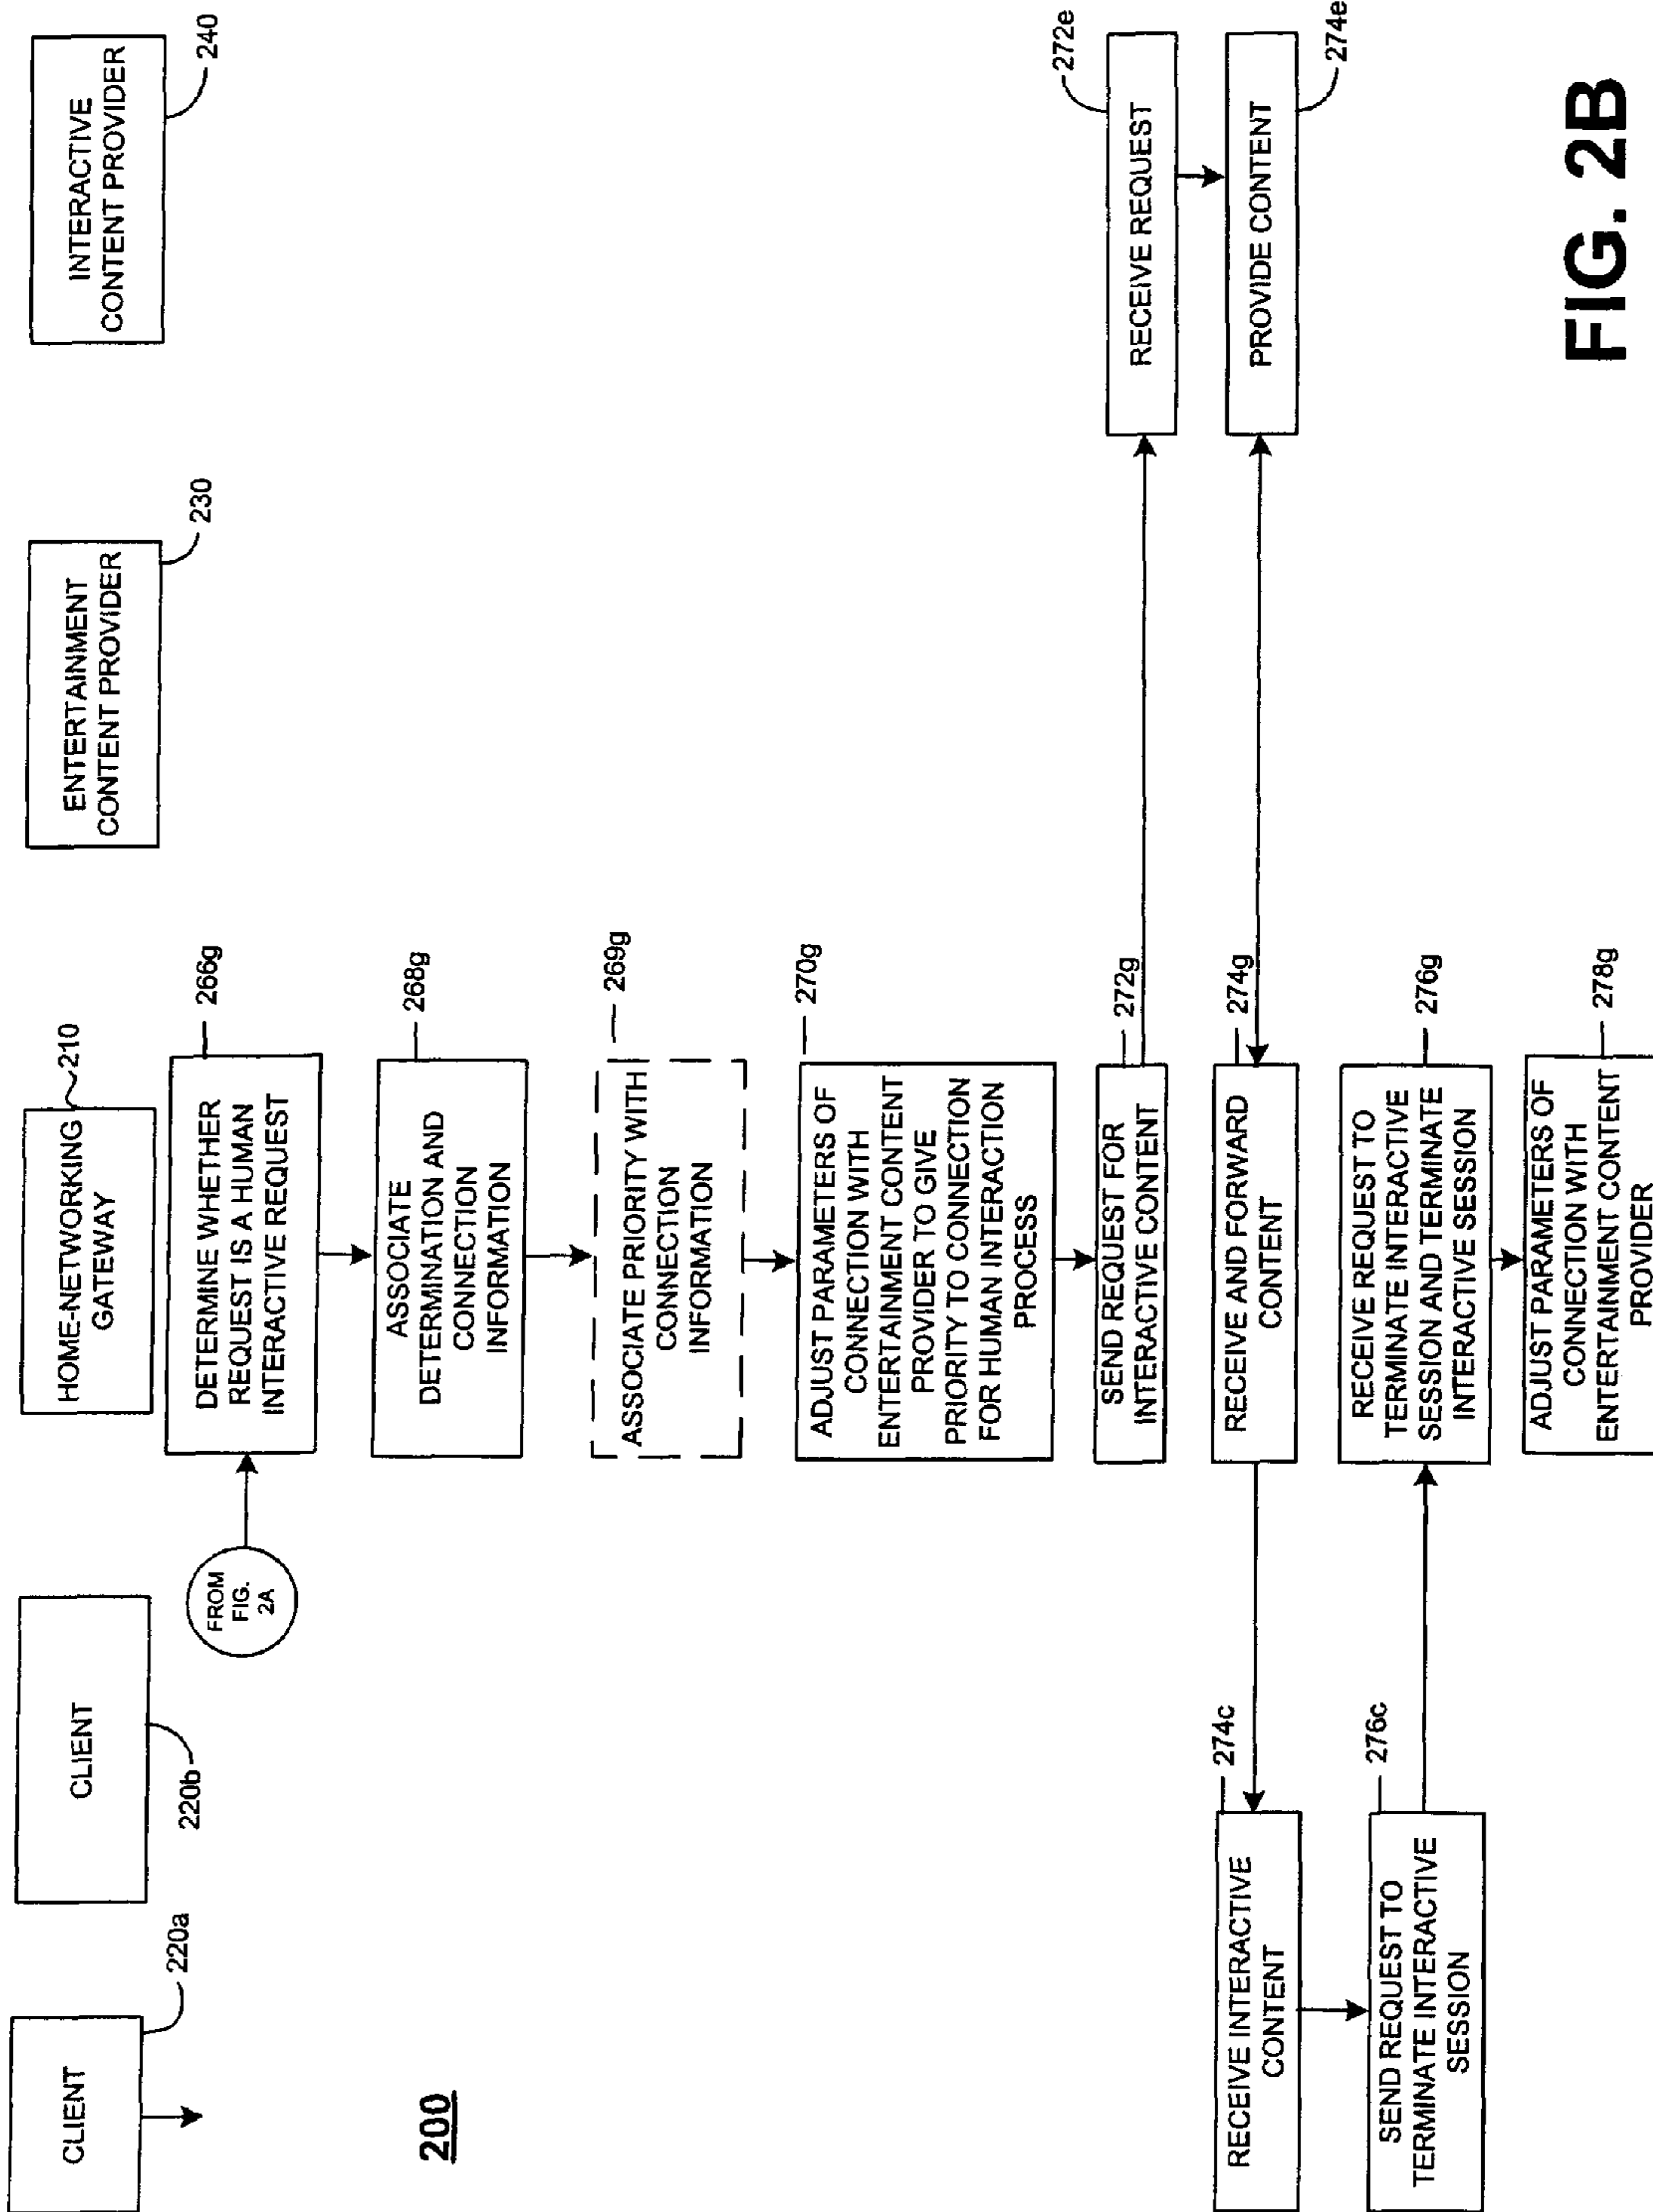 200
CLIENT
220a
CLIENT
220b
HOME-NETWORKING
GATEWAY
210
ENTERTAINMENT
CONTENT PROVIDER
230
INTERACTIVE
CONTENT PROVIDER
240
FROM
FIG.
2A
DETERMINE WHETHER
REQUEST IS A HUMAN
INTERACTIVE REQUEST
266g
ASSOCIATE
DETERMINATION AND
CONNECTION
INFORMATION
268g
ASSOCIATE PRIORITY WITH
CONNECTION
INFORMATION
269g
ADJUST PARAMETERS OF
CONNECTION WITH
ENTERTAINMENT CONTENT
PROVIDER TO GIVE
PRIORITY TO CONNECTION
FOR HUMAN INTERACTION
PROCESS
270g
SEND REQUEST FOR
INTERACTIVE CONTENT
272g
RECEIVE REQUEST
272e
RECEIVE INTERACTIVE
CONTENT
274c
RECEIVE AND FORWARD
CONTENT
274g
PROVIDE CONTENT
274e
SEND REQUEST TO
TERMINATE INTERACTIVE
SESSION
276c
RECEIVE REQUEST TO
TERMINATE INTERACTIVE
SESSION AND TERMINATE
INTERACTIVE SESSION
276g
ADJUST PARAMETERS OF
CONNECTION WITH
ENTERTAINMENT CONTENT
PROVIDER
278g
FIG. 2B